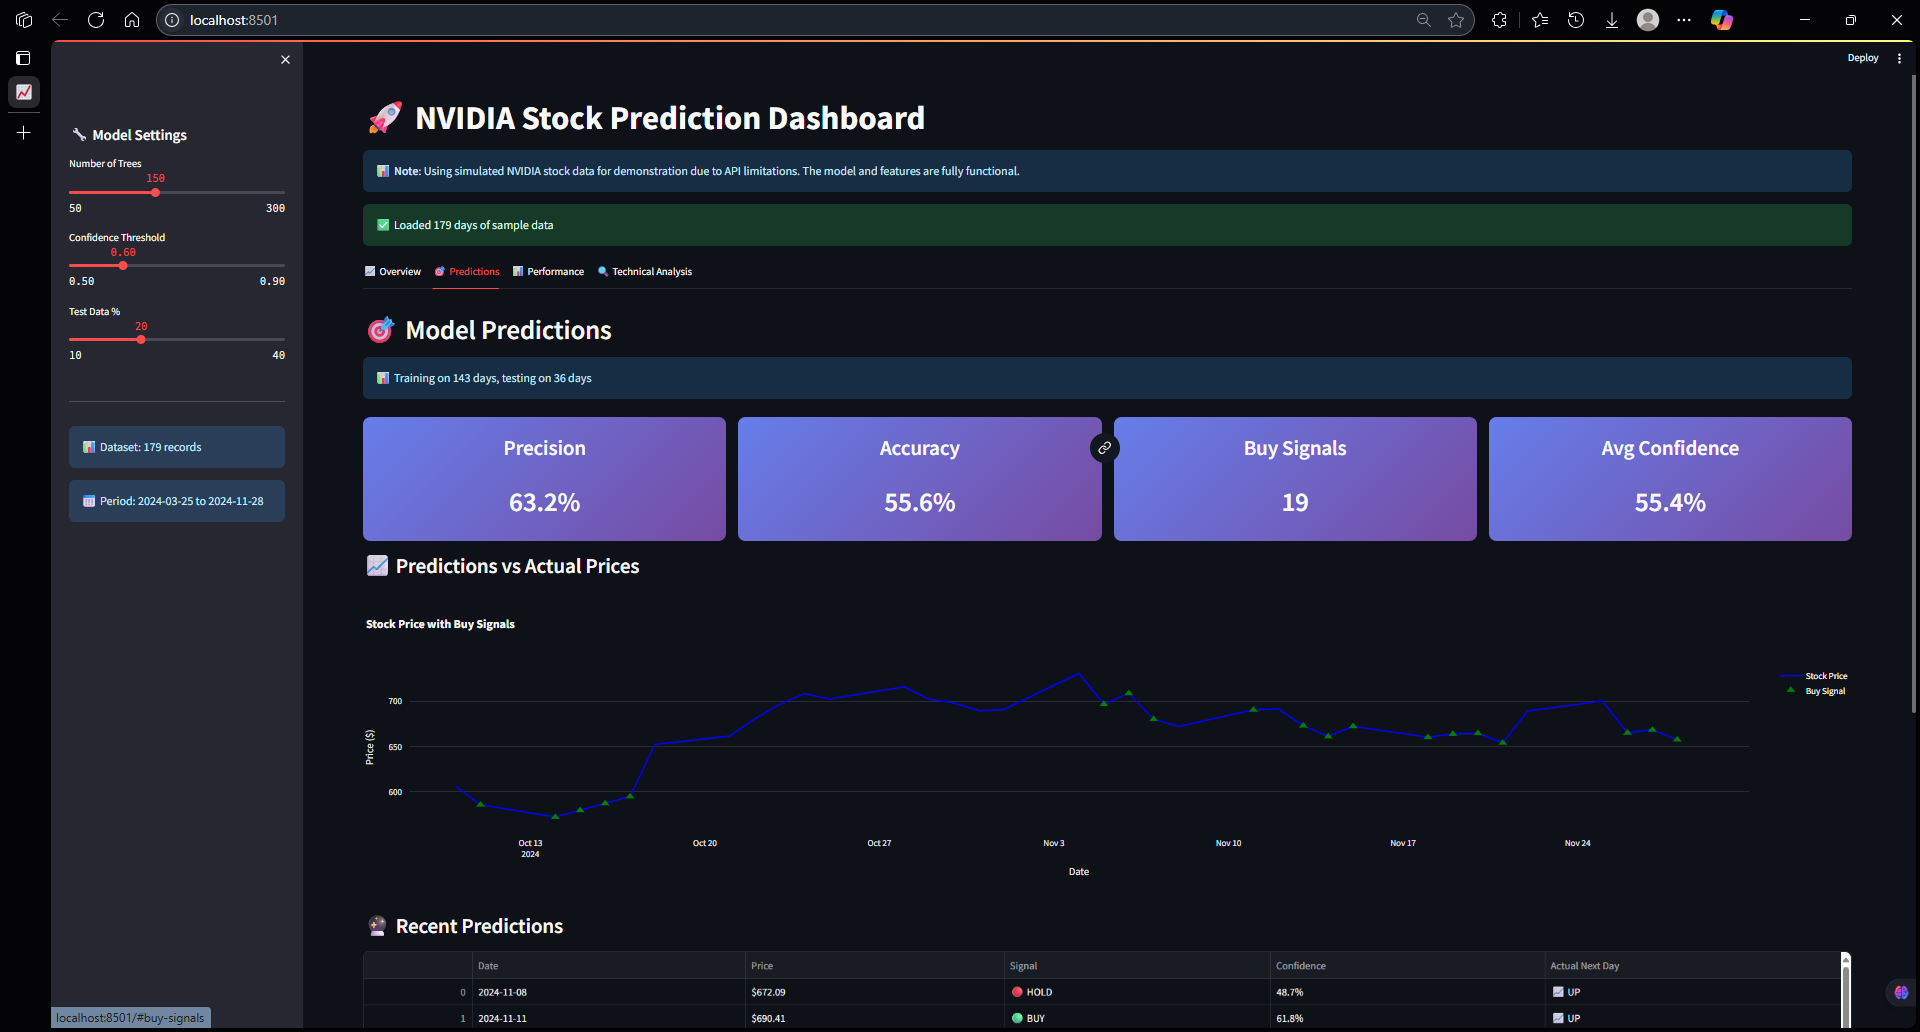 localhost:8501
Deploy
Model Settings
Number of Trees
150
50 300
Confidence Threshold
0.60
0.50 0.90
Test Data %
20
10 40
Dataset: 179 records
Period: 2024-03-25 to 2024-11-28
NVIDIA Stock Prediction Dashboard
Note: Using simulated NVIDIA stock data for demonstration due to API limitations. The model and features are fully functional.
Loaded 179 days of sample data
Overview Predictions Performance Technical Analysis
Model Predictions
Training on 143 days, testing on 36 days
Precision Accuracy Buy Signals Avg Confidence
63.2% 55.6% 19 55.4%
Predictions vs Actual Prices
Stock Price with Buy Signals
Stock Price
Buy Signal
700
650
600
Price ($)
Oct 13 Oct 20 Oct 27 Nov 3 Nov 10 Nov 17 Nov 24
2024
Date
Recent Predictions
Date Price Signal Confidence Actual Next Day
0 2024-11-08 $672.09 HOLD 48.7% UP
1 2024-11-11 $690.41 BUY 61.8% UP
localhost:8501/#buy-signals